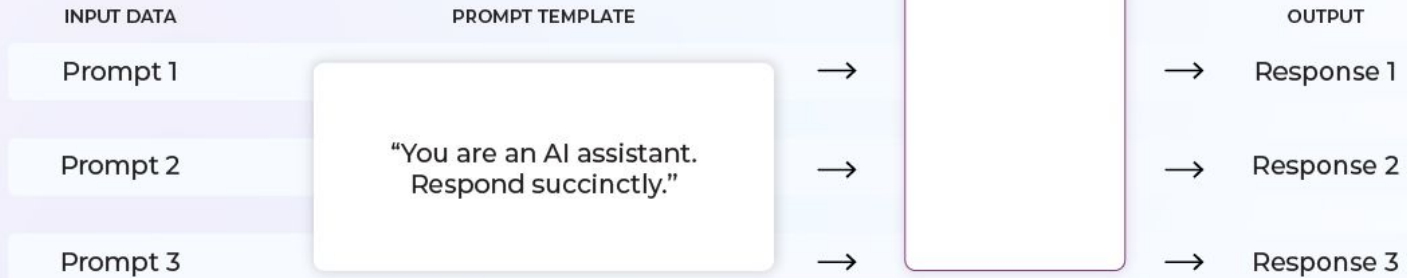 INPUT DATA PROMPT TEMPLATE OUTPUT
Prompt 1 → → Response 1
“You are an AI assistant.
Prompt 2 → → Response 2
Respond succinctly.”
Prompt 3 → → Response 3